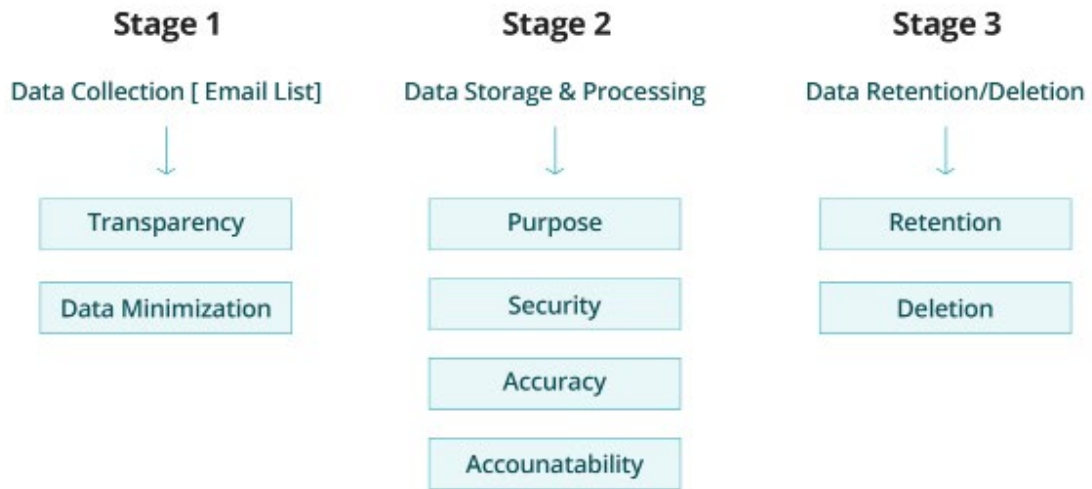 Stage 1
Data Collection [ Email List]
Transparency
Data Minimization
Stage 2
Data Storage & Processing
Purpose
Security
Accuracy
Accounatability
Stage 3
Data Retention/Deletion
Retention
Deletion